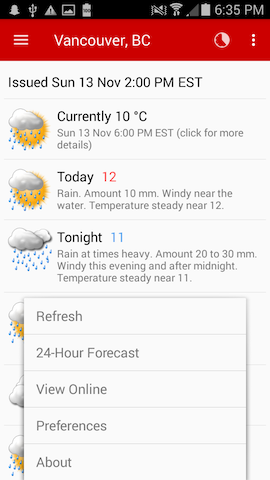 6:35 PM
Vancouver, BC
Issued Sun 13 Nov 2:00 PM EST
Currently 10 °C
Sun 13 Nov 6:00 PM EST (click for more
details)
Today 12
Rain. Amount 10 mm. Windy near the
water. Temperature steady near 12.
Tonight 11
Rain at times heavy. Amount 20 to 30 mm.
Windy this evening and after midnight.
Temperature steady near 11.
Refresh
24-Hour Forecast
View Online
Preferences
About